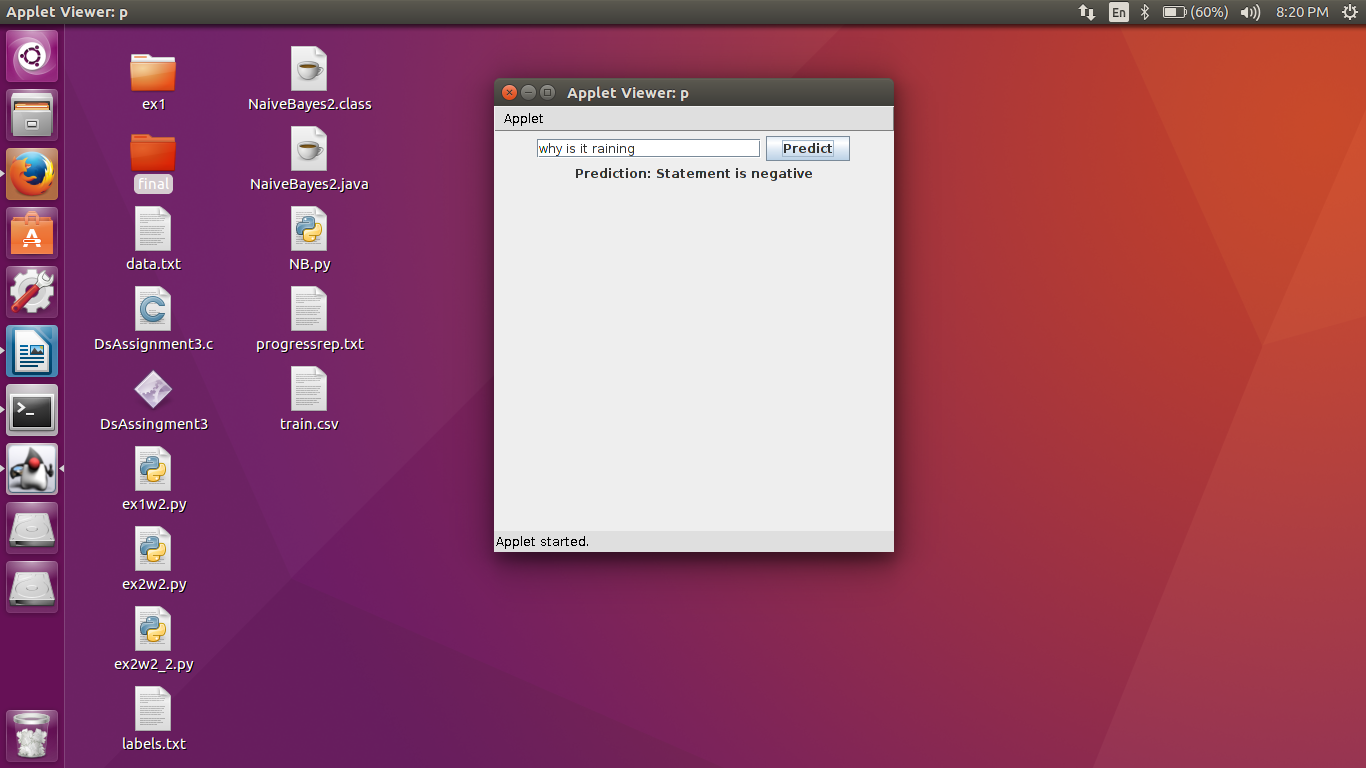 Applet Viewer: p
En
(60%)
8:20 PM
ex1
NaiveBayes2.class
final
NaiveBayes2.java
data.txt
NB.py
DsAssignment3.c
progressrep.txt
DsAssingment3
train.csv
ex1w2.py
ex2w2.py
ex2w2_2.py
labels.txt
Applet Viewer: p
Applet
why is it raining
Predict
Prediction: Statement is negative
Applet started.